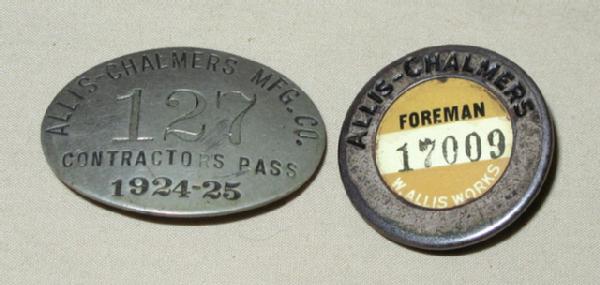 ALLIS-CHALMERS MFG. CO.
127
CONTRACTORS PASS
1924-25
ALLIS-CHALMERS
FOREMAN
17009
W. ALLIS WORKS